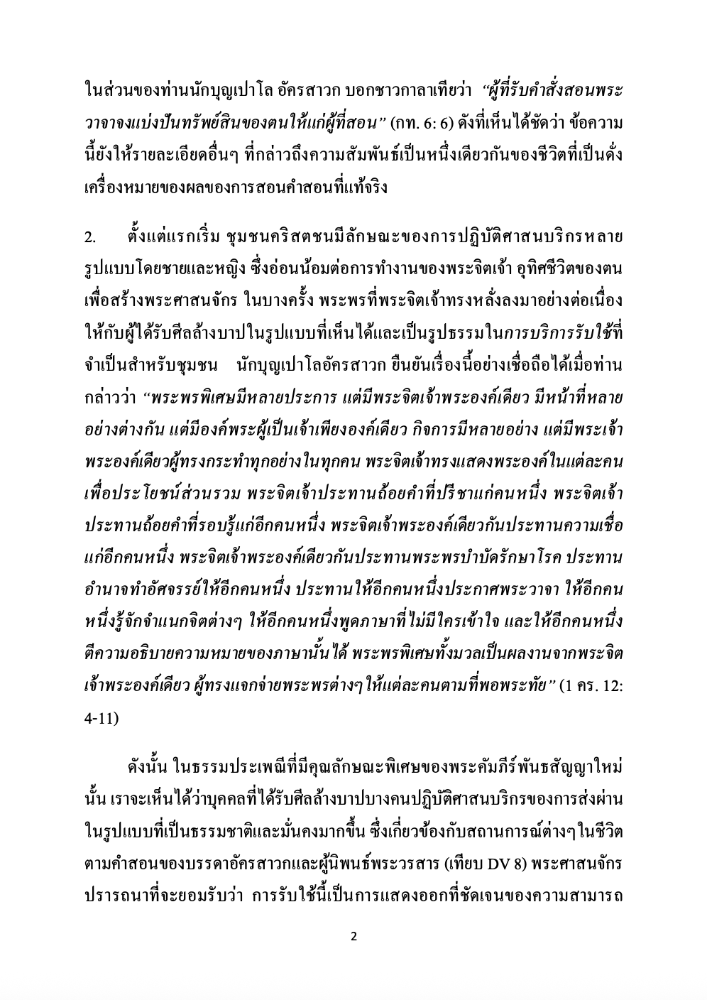 ในส่วนของท่านนักบุญเปาโล อัครสาวก บอกชาวกาลาเทียว่า “ผู้ที่รับคำสั่งสอนพระ
วาจาจงแบ่งปันทรัพย์สินของตนให้แก่ผู้ที่สอน” (กท. 6: 6) ดังที่เห็นได้ชัดว่า ข้อความ
นี้ยังให้รายละเอียดอื่นๆ ที่กล่าวถึงความสัมพันธ์เป็นหนึ่งเดียวกันของชีวิตที่เป็นดั่ง
เครื่องหมายของผลของการสอนคำสอนที่แท้จริง
2. ตั้งแต่แรกเริ่ม ชุมชนคริสตชนมีลักษณะของการปฏิบัติศาสนบริกรหลาย
รูปแบบโดยชายและหญิง ซึ่งอ่อนน้อมต่อการทำงานของพระจิตเจ้า อุทิศชีวิตของตน
เพื่อสร้างพระศาสนจักร ในบางครั้ง พระพรที่พระจิตเจ้าทรงหลั่งลงมาอย่างต่อเนื่อง
ให้กับผู้ได้รับศีลล้างบาปในรูปแบบที่เห็นได้และเป็นรูปธรรมในการบริการรับใช้ที่
จำเป็นสำหรับชุมชน นักบุญเปาโลอัครสาวก ยืนยันเรื่องนี้อย่างเชื่อถือได้เมื่อท่าน
กล่าวว่า “พระพรพิเศษมีหลายประการ แต่มีพระจิตเจ้าพระองค์เดียว มีหน้าที่หลาย
อย่างต่างกัน แต่มีองค์พระผู้เป็นเจ้าเพียงองค์เดียว กิจการมีหลายอย่าง แต่มีพระเจ้า
พระองค์เดียวผู้ทรงกระทำทุกอย่างในทุกคน พระจิตเจ้าทรงแสดงพระองค์ในแต่ละคน
เพื่อประโยชน์ส่วนรวม พระจิตเจ้าประทานถ้อยคำที่ปรีชาแก่คนหนึ่ง พระจิตเจ้า
ประทานถ้อยคำที่รอบรู้แก่อีกคนหนึ่ง พระจิตเจ้าพระองค์เดียวกันประทานความเชื่อ
แก่อีกคนหนึ่ง พระจิตเจ้าพระองค์เดียวกันประทานพระพรบำบัดรักษาโรค ประทาน
อำนาจทำอัศจรรย์ให้อีกคนหนึ่ง ประทานให้อีกคนหนึ่งประกาศพระวาจา ให้อีกคน
หนึ่งรู้จักจำแนกจิตต่างๆ ให้อีกคนหนึ่งพูดภาษาที่ไม่มีใครเข้าใจ และให้อีกคนหนึ่ง
ตีความอธิบายความหมายของภาษานั้นได้ พระพรพิเศษทั้งมวลเป็นผลงานจากพระจิต
เจ้าพระองค์เดียว ผู้ทรงแจกจ่ายพระพรต่างๆให้แต่ละคนตามที่พอพระทัย” (1 คร. 12:
4-11)
ดังนั้น ในธรรมประเพณีที่มีคุณลักษณะพิเศษของพระคัมภีร์พันธสัญญาใหม่
นั้น เราจะเห็นได้ว่าบุคคลที่ได้รับศีลล้างบาปบางคนปฏิบัติศาสนบริกรของการส่งผ่าน
ในรูปแบบที่เป็นธรรมชาติและมั่นคงมากขึ้น ซึ่งเกี่ยวข้องกับสถานการณ์ต่างๆในชีวิต
ตามคำสอนของบรรดาอัครสาวกและผู้นิพนธ์พระวรสาร (เทียบ DV 8) พระศาสนจักร
ปรารถนาที่จะยอมรับว่า การรับใช้นี้เป็นการแสดงออกที่ชัดเจนของความสามารถ
2